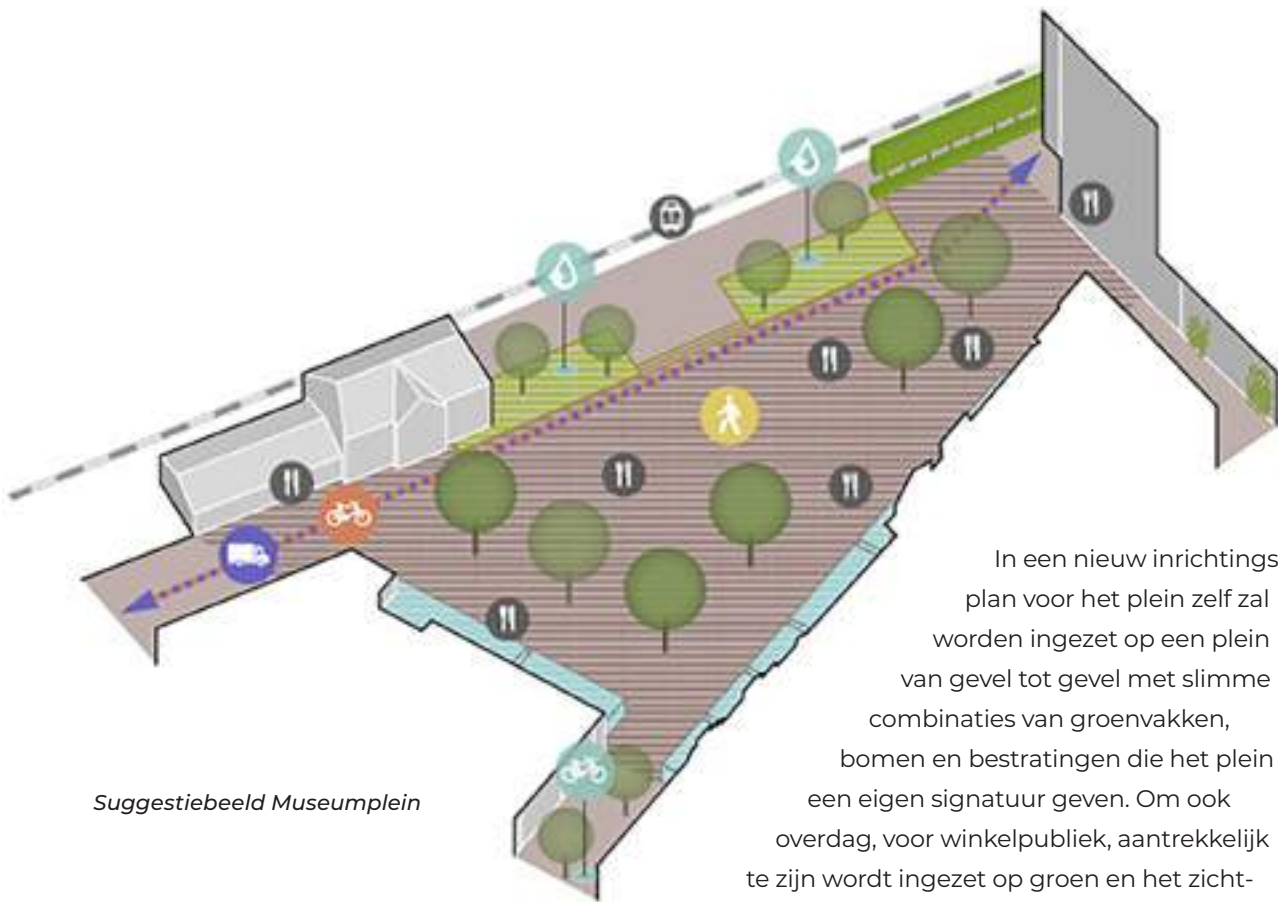 Suggestiebeeld Museumplein
In een nieuw inrichtings
plan voor het plein zelf zal
worden ingezet op een plein
van gevel tot gevel met slimme
combinaties van groenvakken,
bomen en bestratingen die het plein
een eigen signatuur geven. Om ook
overdag, voor winkelpubliek, aantrekkelijk
te zijn wordt ingezet op groen en het zicht-